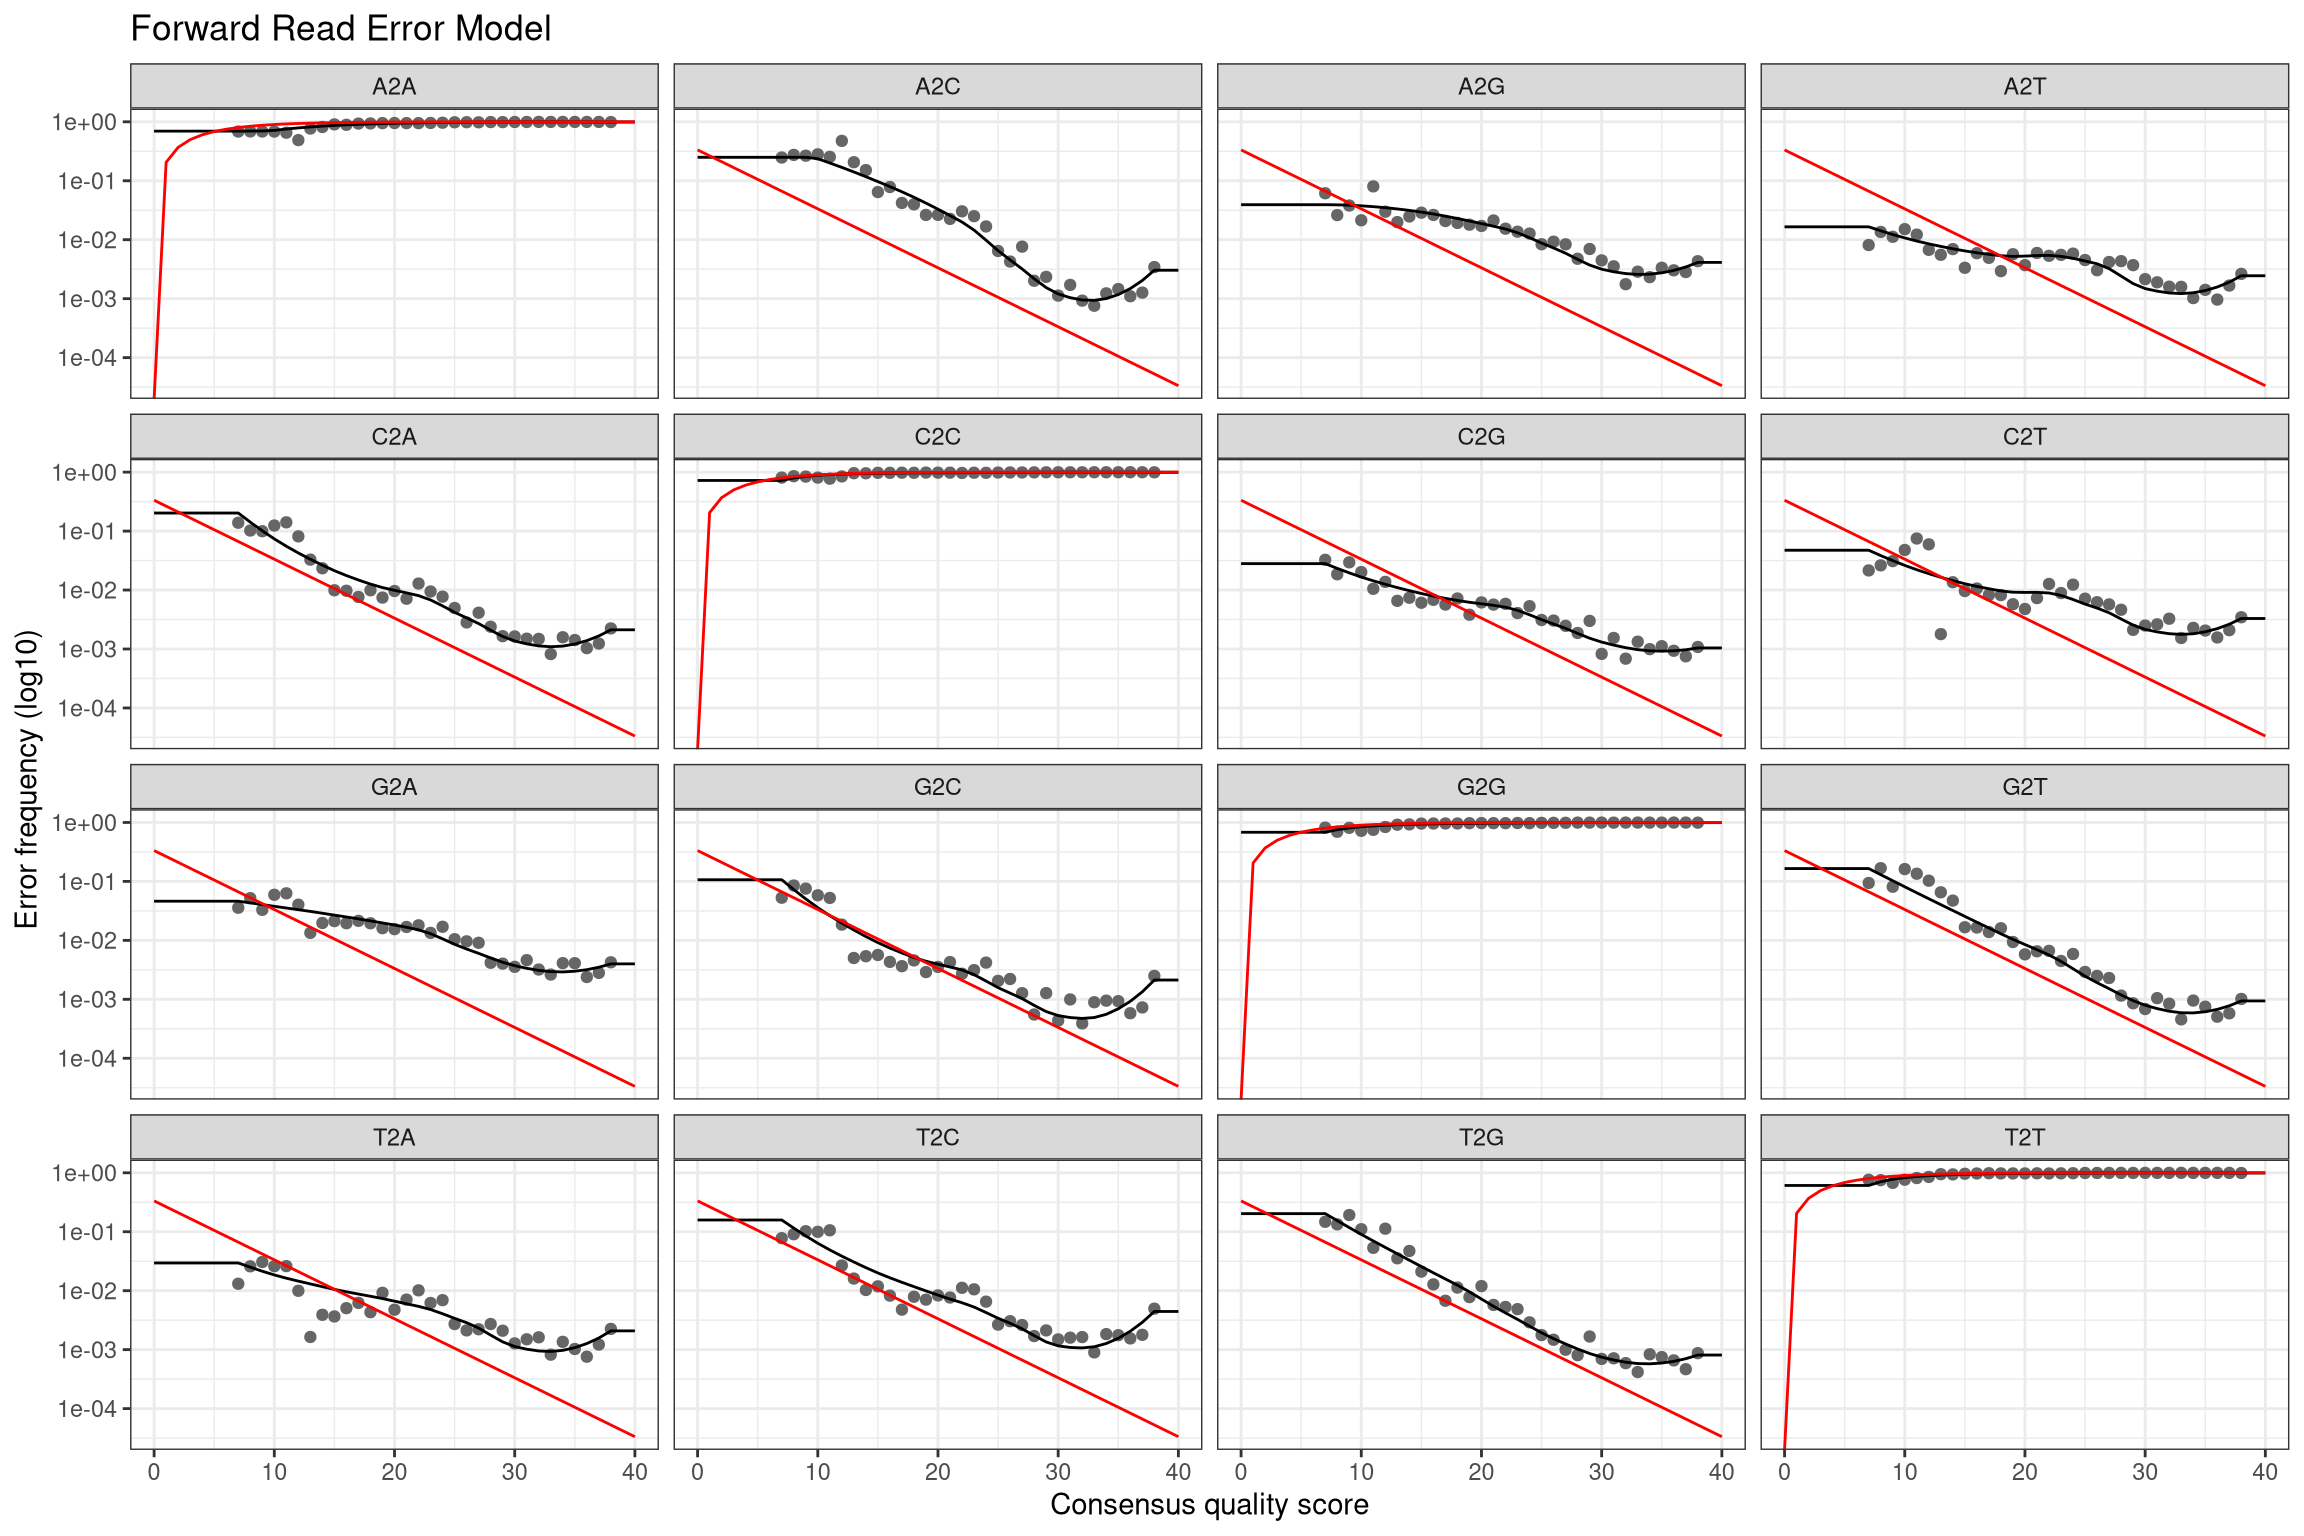 Forward Read Error Model
A2A A2C A2G A2T
1e+00
1e-01
1e-02
1e-03
1e-04
C2A C2C C2G C2T
1e+00
1e-01
1e-02
1e-03
1e-04
G2A G2C G2G G2T
1e+00
1e-01
1e-02
1e-03
1e-04
T2A T2C T2G T2T
1e+00
1e-01
1e-02
1e-03
1e-04
Error frequency (log10)
0 10 20 30 40 0 10 20 30 40 0 10 20 30 40 0 10 20 30 40
Consensus quality score